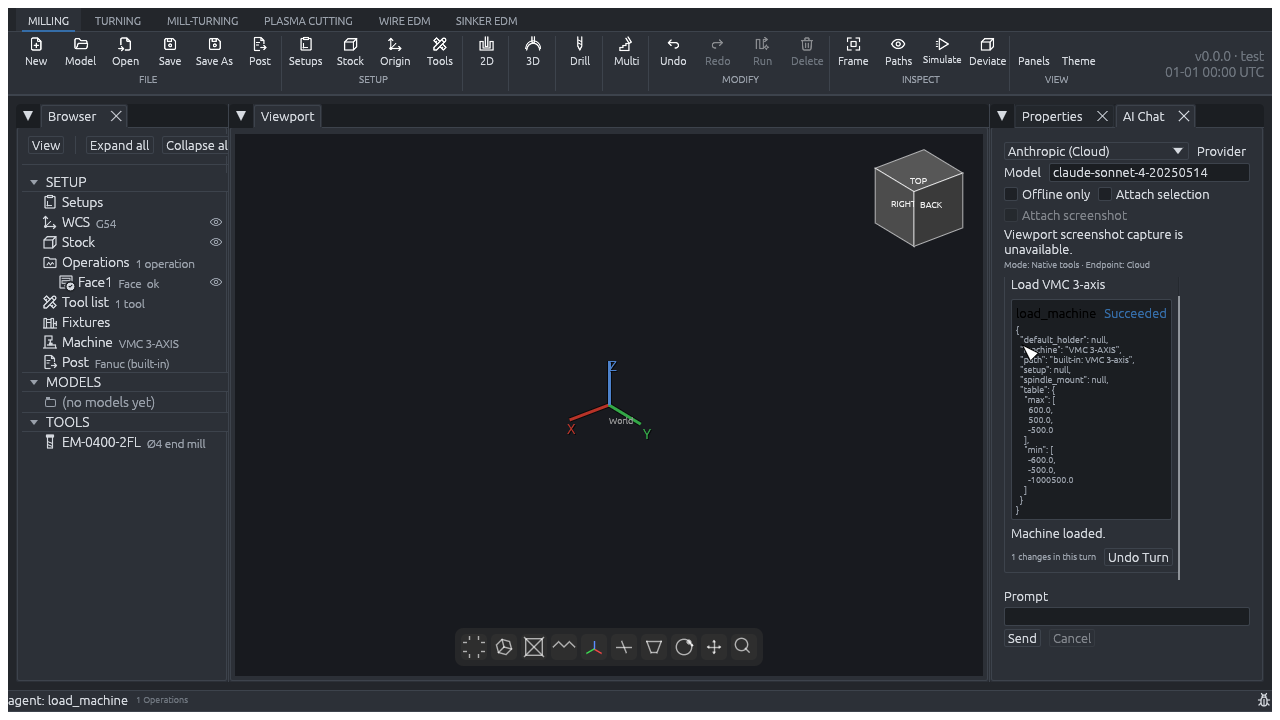 MILLING TURNING MILL-TURNING PLASMA CUTTING WIRE EDM SINKER EDM
New Model Open Save Save As Post Setups Stock Origin Tools 2D 3D Drill Multi Undo Redo Run Delete Frame Paths Simulate Deviate Panels Theme
FILE SETUP MODIFY INSPECT VIEW
v0.0.0 · test
01-01 00:00 UTC
Browser
View Expand all Collapse al
SETUP
Setups
WCS G54
Stock
Operations 1 operation
Face1 Face ok
Tool list 1 tool
Fixtures
Machine VMC 3-AXIS
Post Fanuc (built-in)
MODELS
(no models yet)
TOOLS
EM-0400-2FL Ø4 end mill
Viewport
TOP
RIGHT BACK
Z
World
X
Y
Properties AI Chat
Anthropic (Cloud) Provider
Model claude-sonnet-4-20250514
Offline only Attach selection
Attach screenshot
Viewport screenshot capture is
unavailable.
Mode: Native tools · Endpoint: Cloud
Load VMC 3-axis
load_machine Succeeded
{
"default_holder": null,
"machine": "VMC 3-AXIS",
"path": "built-in: VMC 3-axis",
"setup": null,
"spindle_mount": null,
"table": {
"max": [
600.0,
500.0,
-500.0
],
"min": [
-600.0,
-500.0,
-1000500.0
]
}
}
Machine loaded.
1 changes in this turn Undo Turn
Prompt
Send Cancel
agent: load_machine 1 Operations